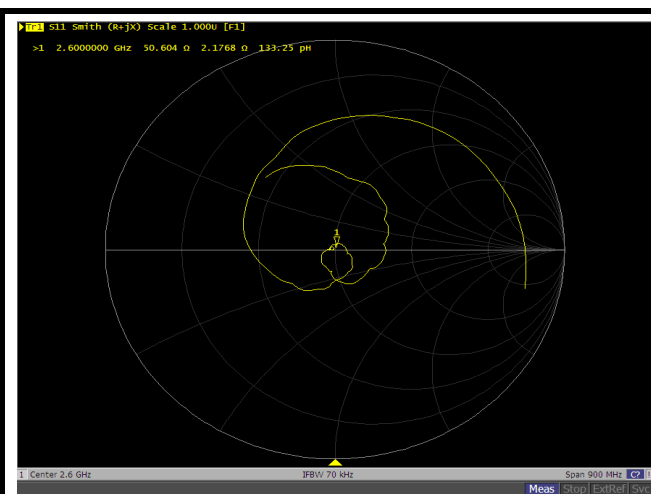 Tr1 S11 Smith (R+jX) Scale 1.000U [F1]
>1 2.6000000 GHz 50.604 Ω 2.1768 Ω 133.25 pH
1
1 Center 2.6 GHz IFBW 70 kHz Span 900 MHz C?
Meas Stop ExtRef Svc